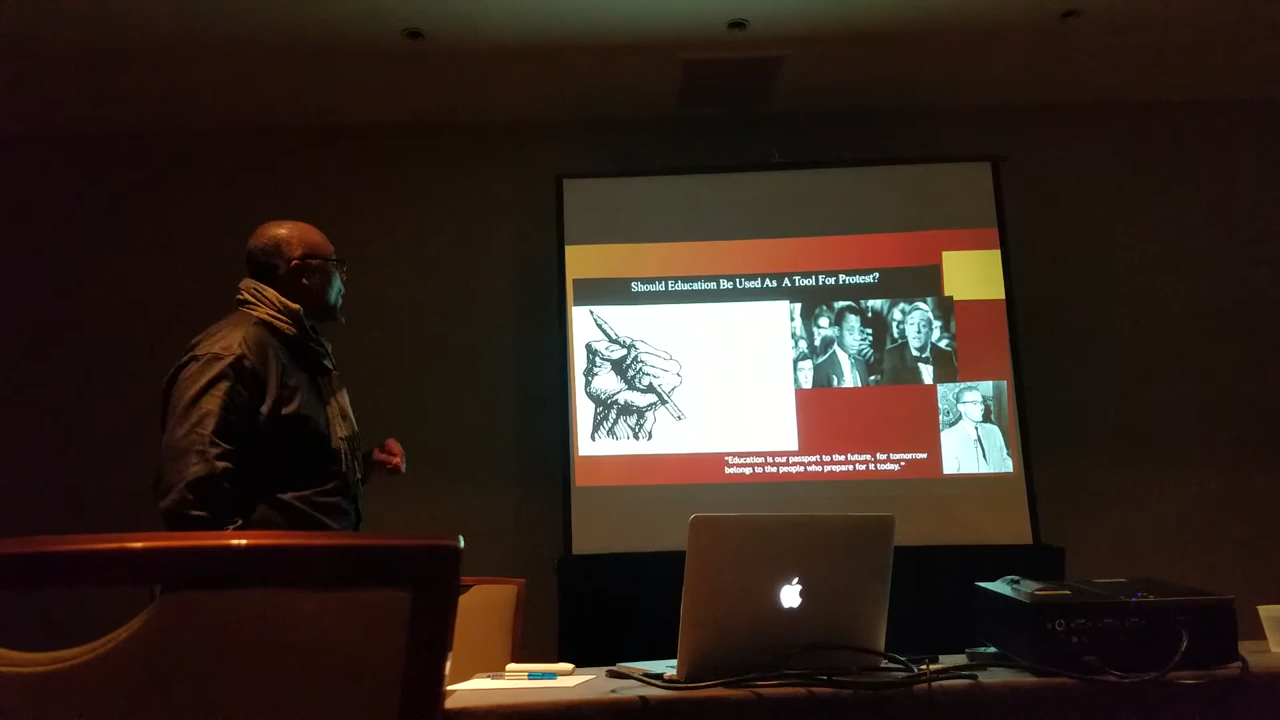 Should Education Be Used As A Tool For Protest?
"Education is our passport to the future, for tomorrow
belongs to the people who prepare for it today."